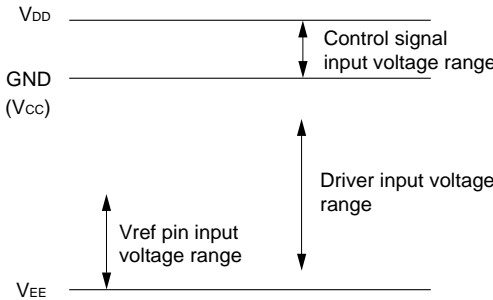 VDD
Control signal
input voltage range
GND
(VCC)
Driver input voltage
range
Vref pin input
voltage range
VEE